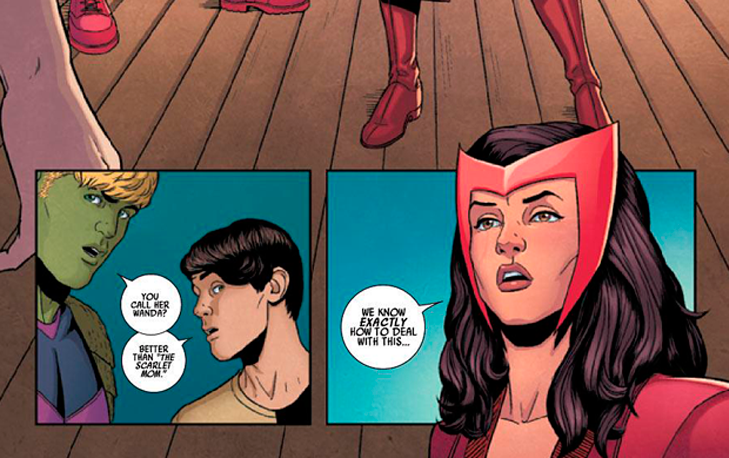 YOU
CALL HER
WANDA?
BETTER
THAN "THE
SCARLET
MOM."
WE KNOW
EXACTLY
HOW TO DEAL
WITH THIS...